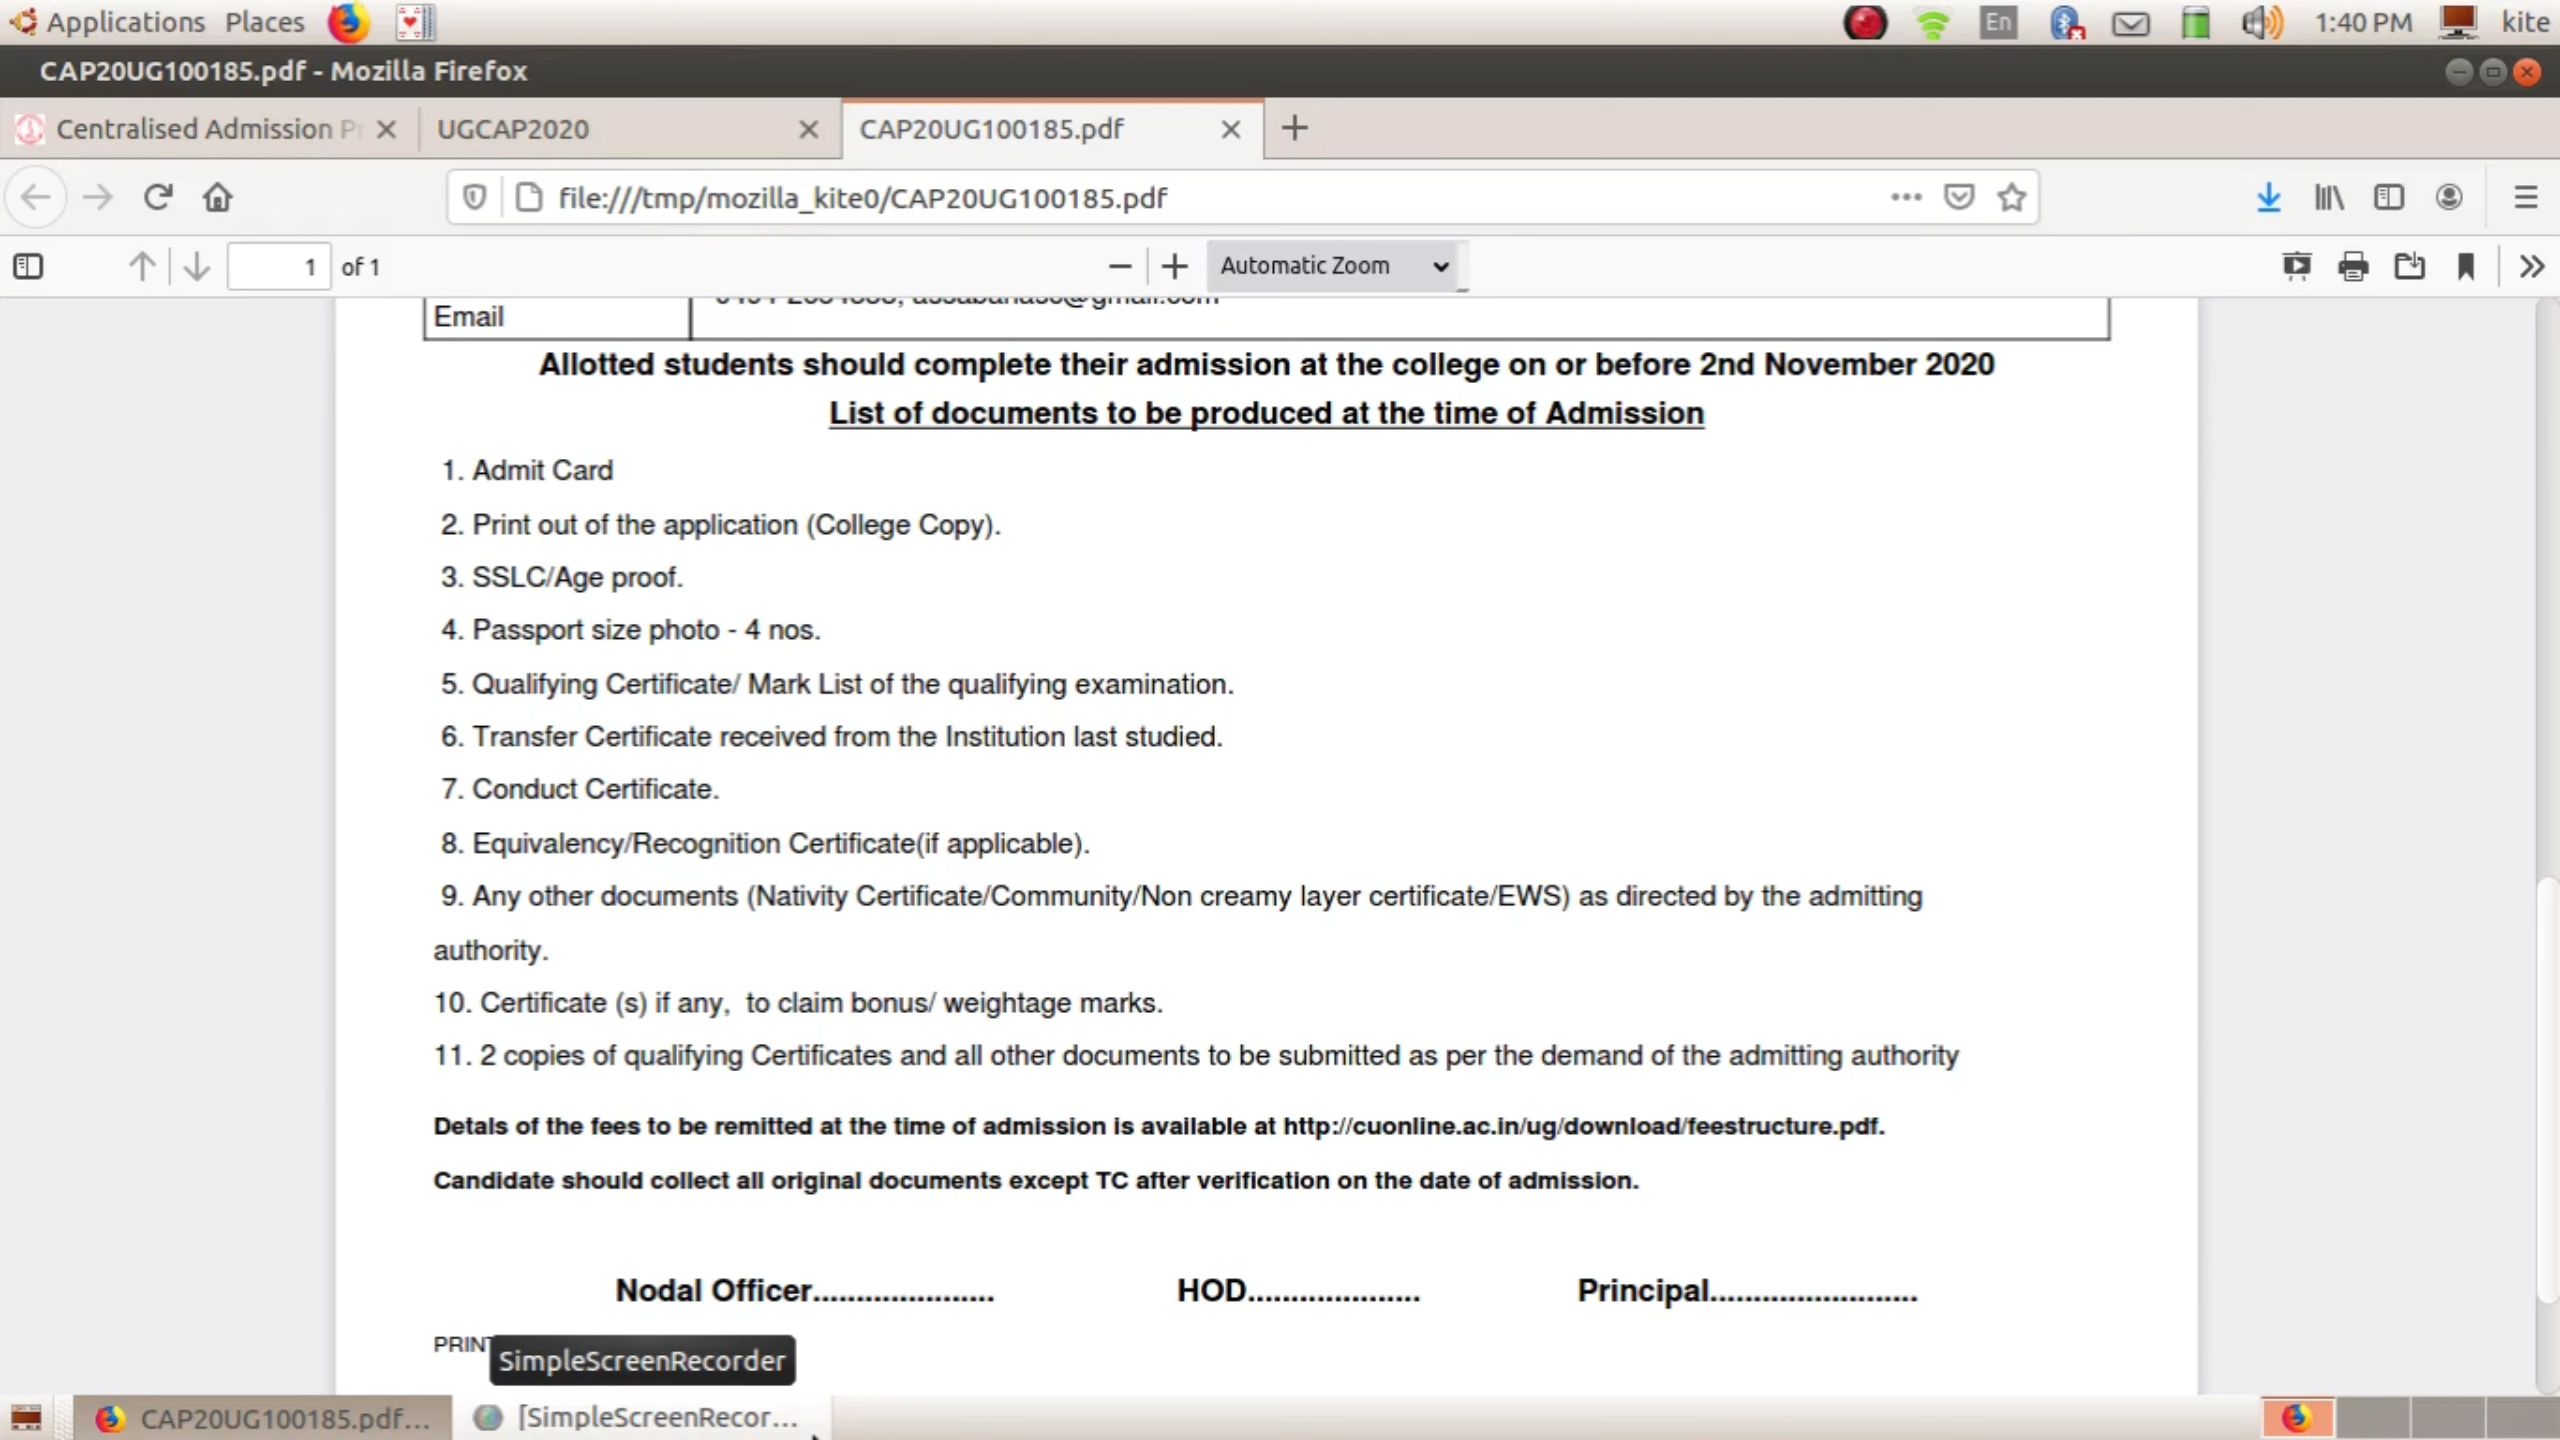 Applications Places En 1:40 PM kite
CAP20UG100185.pdf - Mozilla Firefox
Centralised Admission Pr UGCAP2020 CAP20UG100185.pdf
file:///tmp/mozilla_kite0/CAP20UG100185.pdf
1 of 1 Automatic Zoom
Email
Allotted students should complete their admission at the college on or before 2nd November 2020
List of documents to be produced at the time of Admission
1. Admit Card
2. Print out of the application (College Copy).
3. SSLC/Age proof.
4. Passport size photo - 4 nos.
5. Qualifying Certificate/ Mark List of the qualifying examination.
6. Transfer Certificate received from the Institution last studied.
7. Conduct Certificate.
8. Equivalency/Recognition Certificate(if applicable).
9. Any other documents (Nativity Certificate/Community/Non creamy layer certificate/EWS) as directed by the admitting
authority.
10. Certificate (s) if any,  to claim bonus/ weightage marks.
11. 2 copies of qualifying Certificates and all other documents to be submitted as per the demand of the admitting authority
Detals of the fees to be remitted at the time of admission is available at http://cuonline.ac.in/ug/download/feestructure.pdf.
Candidate should collect all original documents except TC after verification on the date of admission.
Nodal Officer..................... HOD.................... Principal........................
PRINT
SimpleScreenRecorder
CAP20UG100185.pdf... [SimpleScreenRecor...